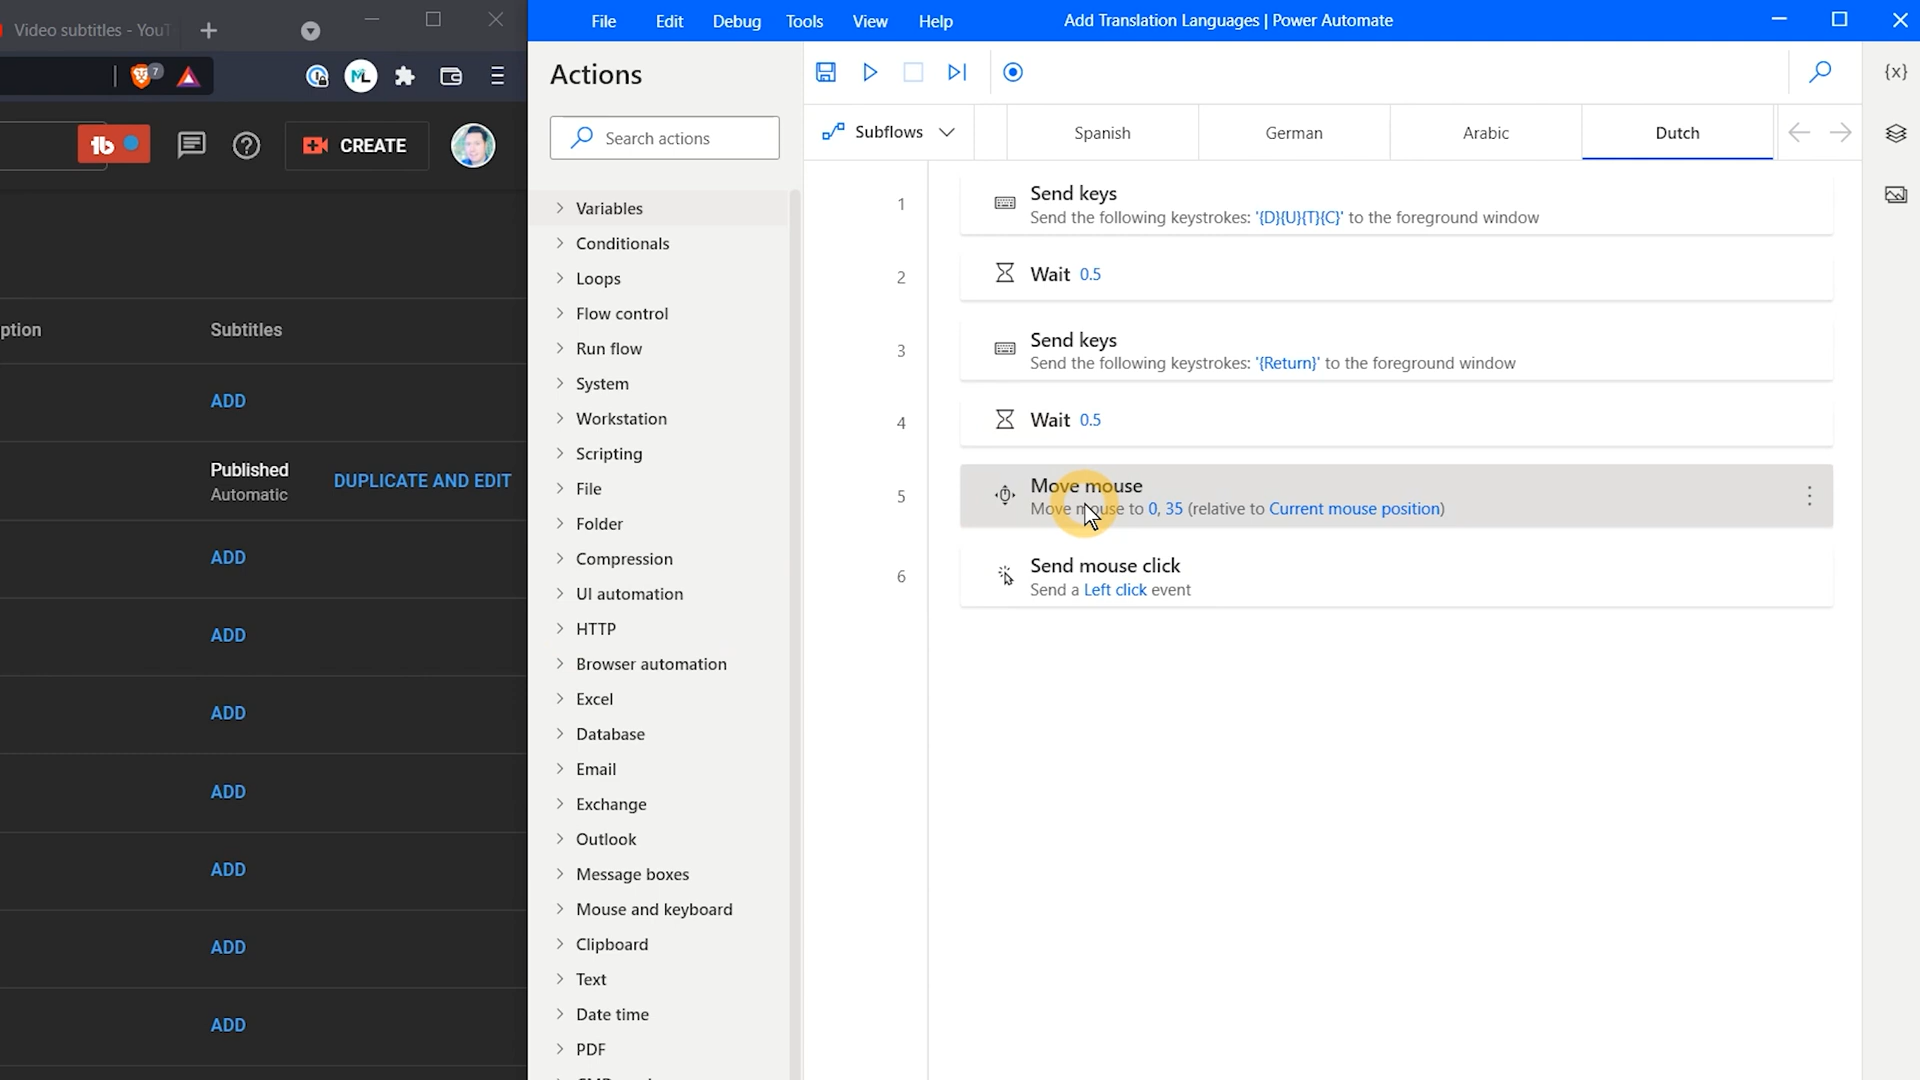 Video subtitles - YouT
7
ML
CREATE
ption
Subtitles
ADD
Published
Automatic
DUPLICATE AND EDIT
ADD
ADD
ADD
ADD
ADD
ADD
ADD
File
Edit
Debug
Tools
View
Help
Add Translation Languages | Power Automate
Actions
Search actions
Variables
Conditionals
Loops
Flow control
Run flow
System
Workstation
Scripting
File
Folder
Compression
UI automation
HTTP
Browser automation
Excel
Database
Email
Exchange
Outlook
Message boxes
Mouse and keyboard
Clipboard
Text
Date time
PDF
{x}
Subflows
Spanish
German
Arabic
Dutch
1
Send keys
Send the following keystrokes: '{D}{U}{T}{C}' to the foreground window
2
Wait 0.5
3
Send keys
Send the following keystrokes: '{Return}' to the foreground window
4
Wait 0.5
5
Move mouse
Move mouse to 0, 35 (relative to Current mouse position)
6
Send mouse click
Send a Left click event